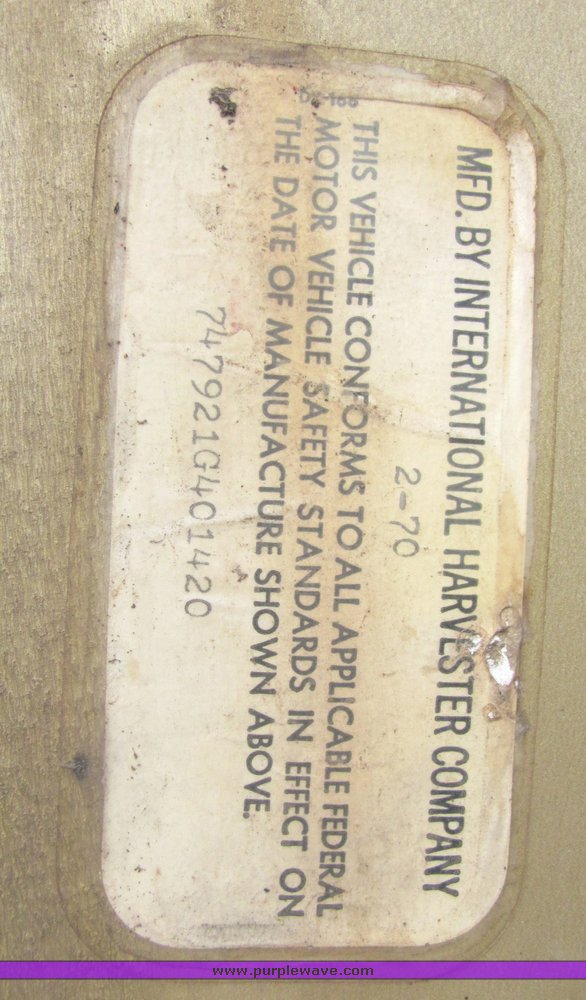 MFD. BY INTERNATIONAL HARVESTER COMPANY
2-70
THIS VEHICLE CONFORMS TO ALL APPLICABLE FEDERAL
MOTOR VEHICLE SAFETY STANDARDS IN EFFECT ON
THE DATE OF MANUFACTURE SHOWN ABOVE.
747921G401420
www.purplewave.com